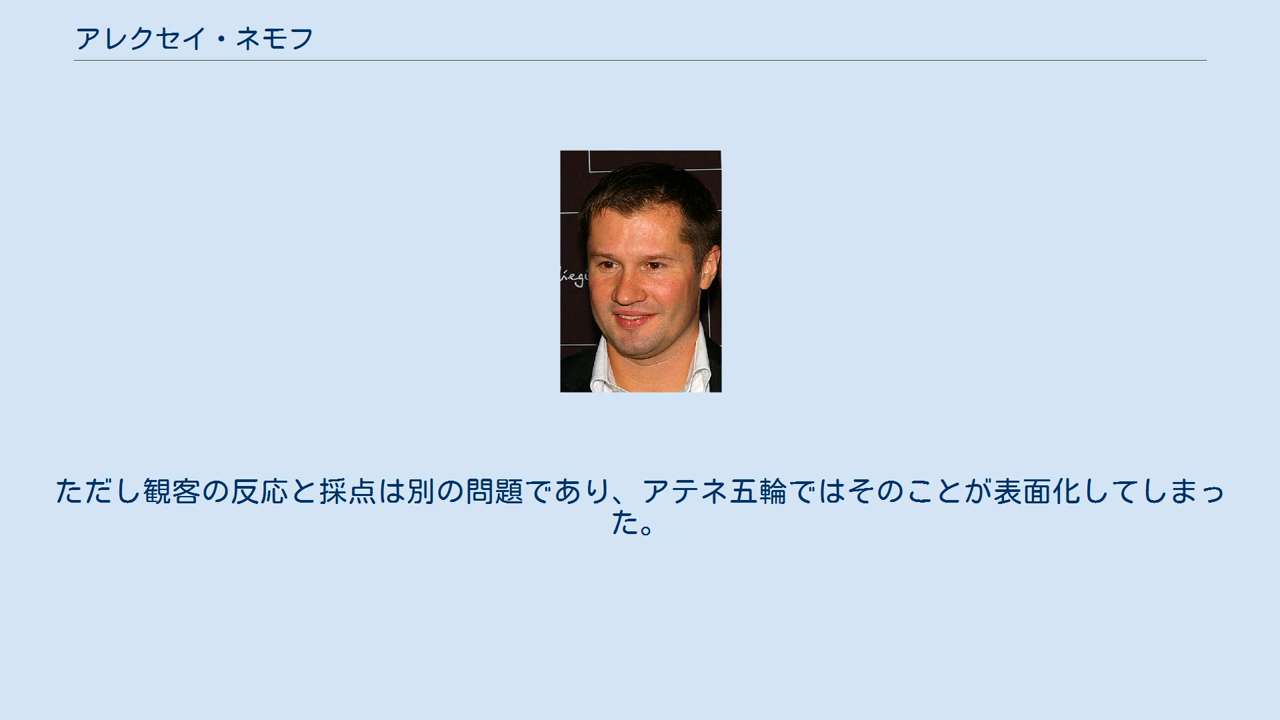 アレクセイ・ネモフ
ただし観客の反応と採点は別の問題であり、アテネ五輪ではそのことが表面化してしまっ
た。